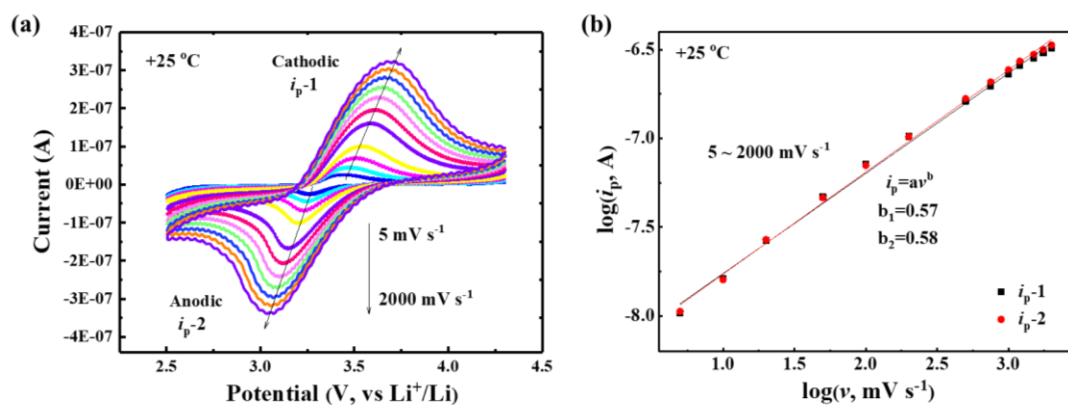 (a)
+25 °C
Cathodic
iₚ-1
Anodic
iₚ-2
5 mV s⁻¹
2000 mV s⁻¹
4E-07
3E-07
2E-07
1E-07
0E+00
-1E-07
-2E-07
-3E-07
-4E-07
Current (A)
2.5 3.0 3.5 4.0 4.5
Potential (V, vs Li⁺/Li)
(b)
+25 °C
5 ~ 2000 mV s⁻¹
iₚ=avᵇ
b₁=0.57
b₂=0.58
iₚ-1
iₚ-2
-6.5
-7.0
-7.5
-8.0
log(iₚ, A)
1.0 1.5 2.0 2.5 3.0
log(v, mV s⁻¹)